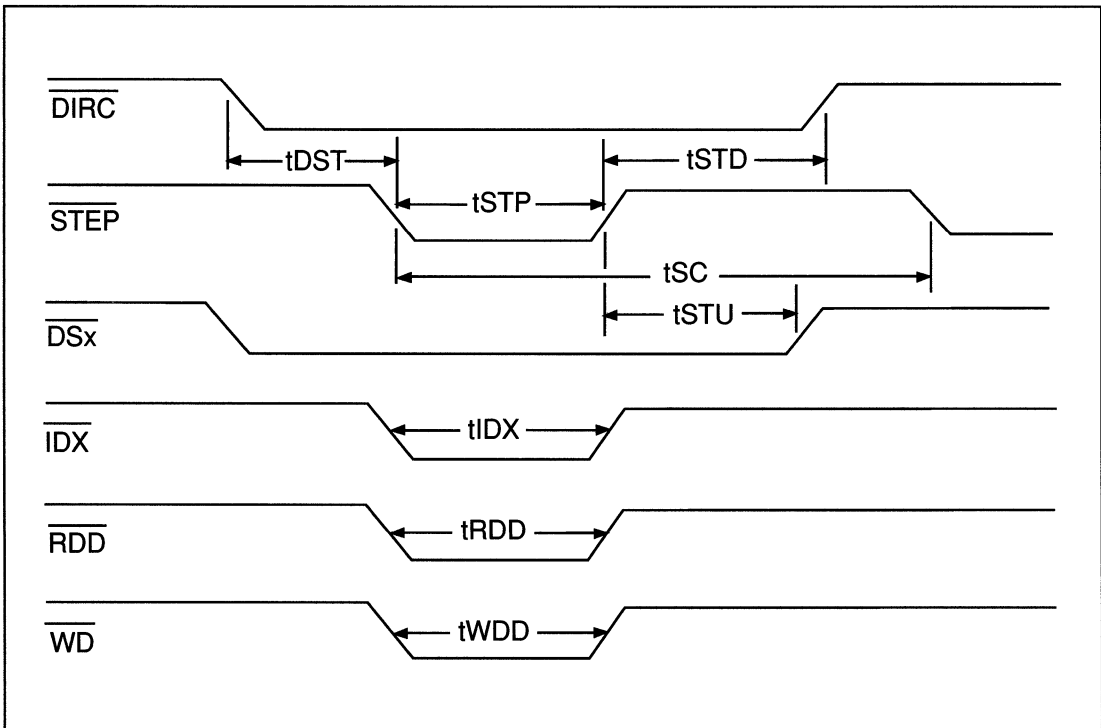 DIRC
tDST
tSTD
STEP
tSTP
tSC
DSx
tSTU
IDX
tIDX
RDD
tRDD
WD
tWDD